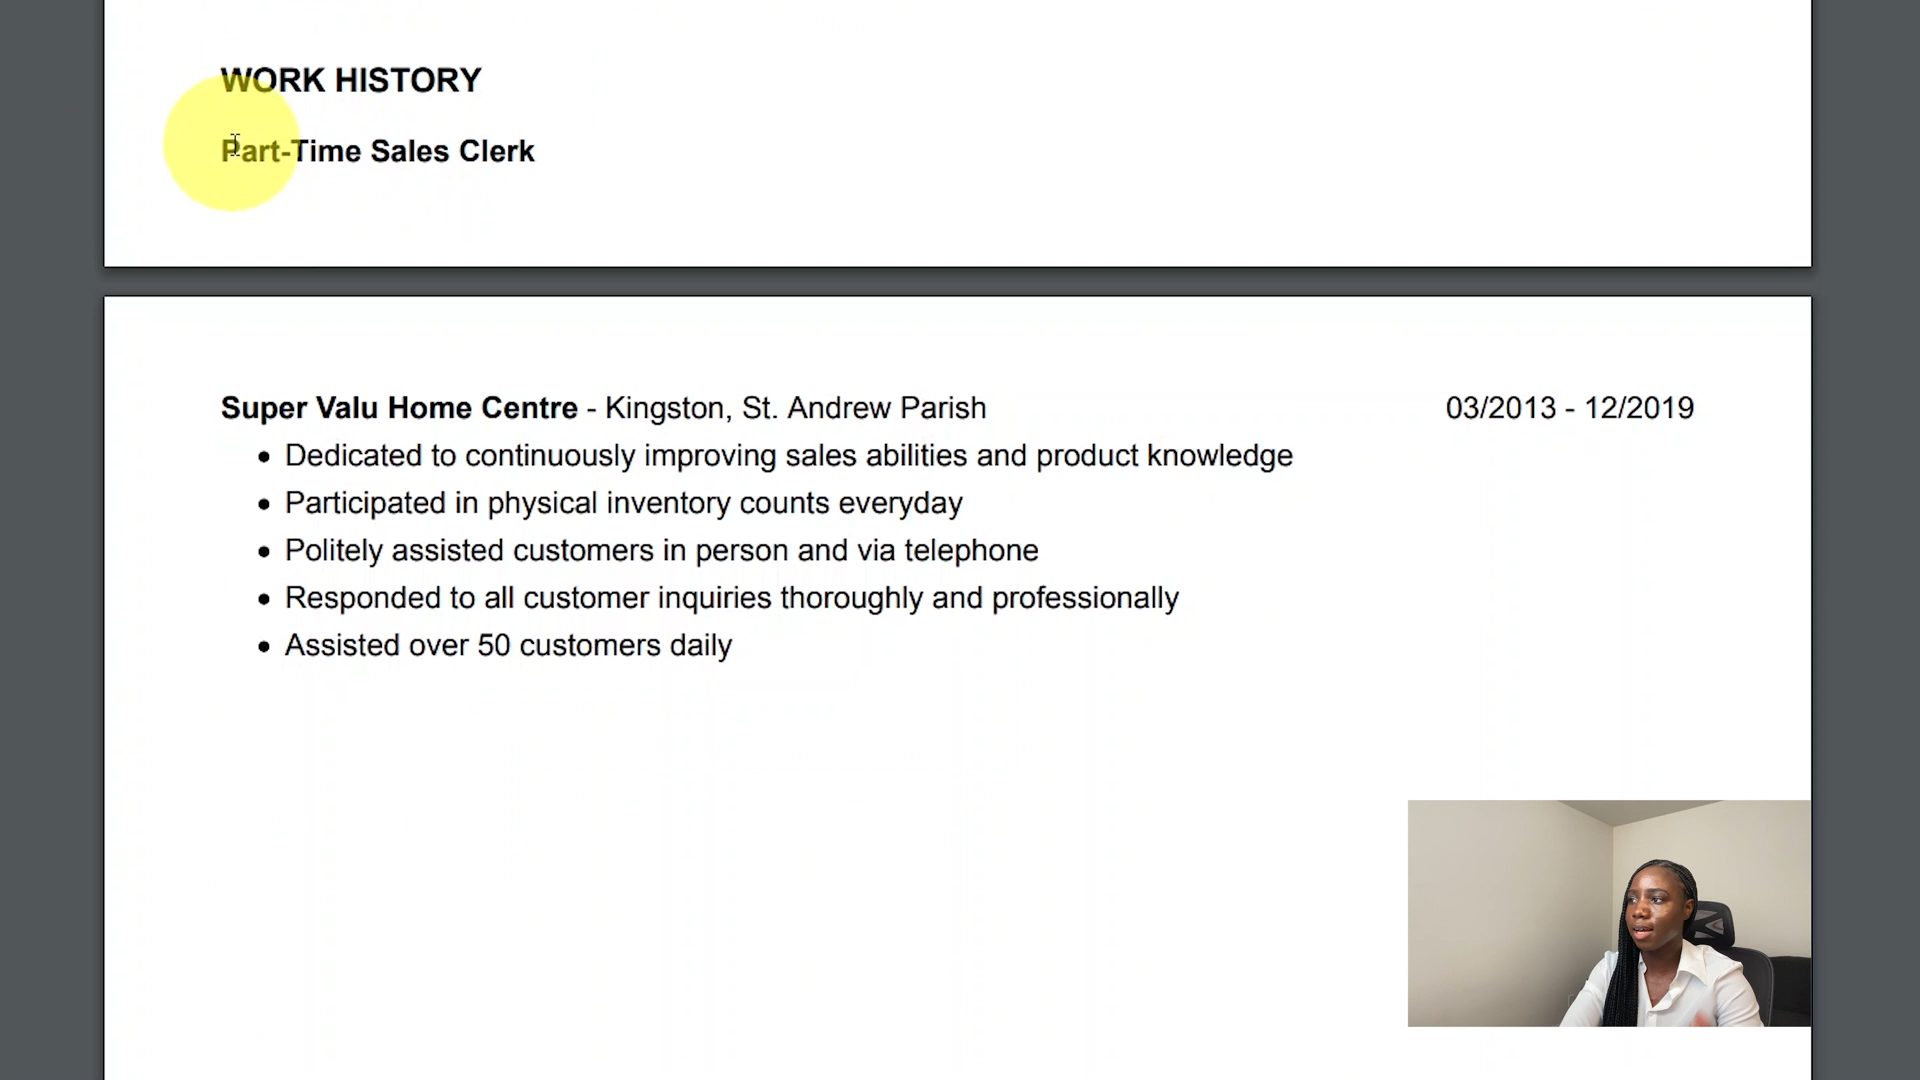 WORK HISTORY
Part-Time Sales Clerk
Super Valu Home Centre - Kingston, St. Andrew Parish 03/2013 - 12/2019
• Dedicated to continuously improving sales abilities and product knowledge
• Participated in physical inventory counts everyday
• Politely assisted customers in person and via telephone
• Responded to all customer inquiries thoroughly and professionally
• Assisted over 50 customers daily